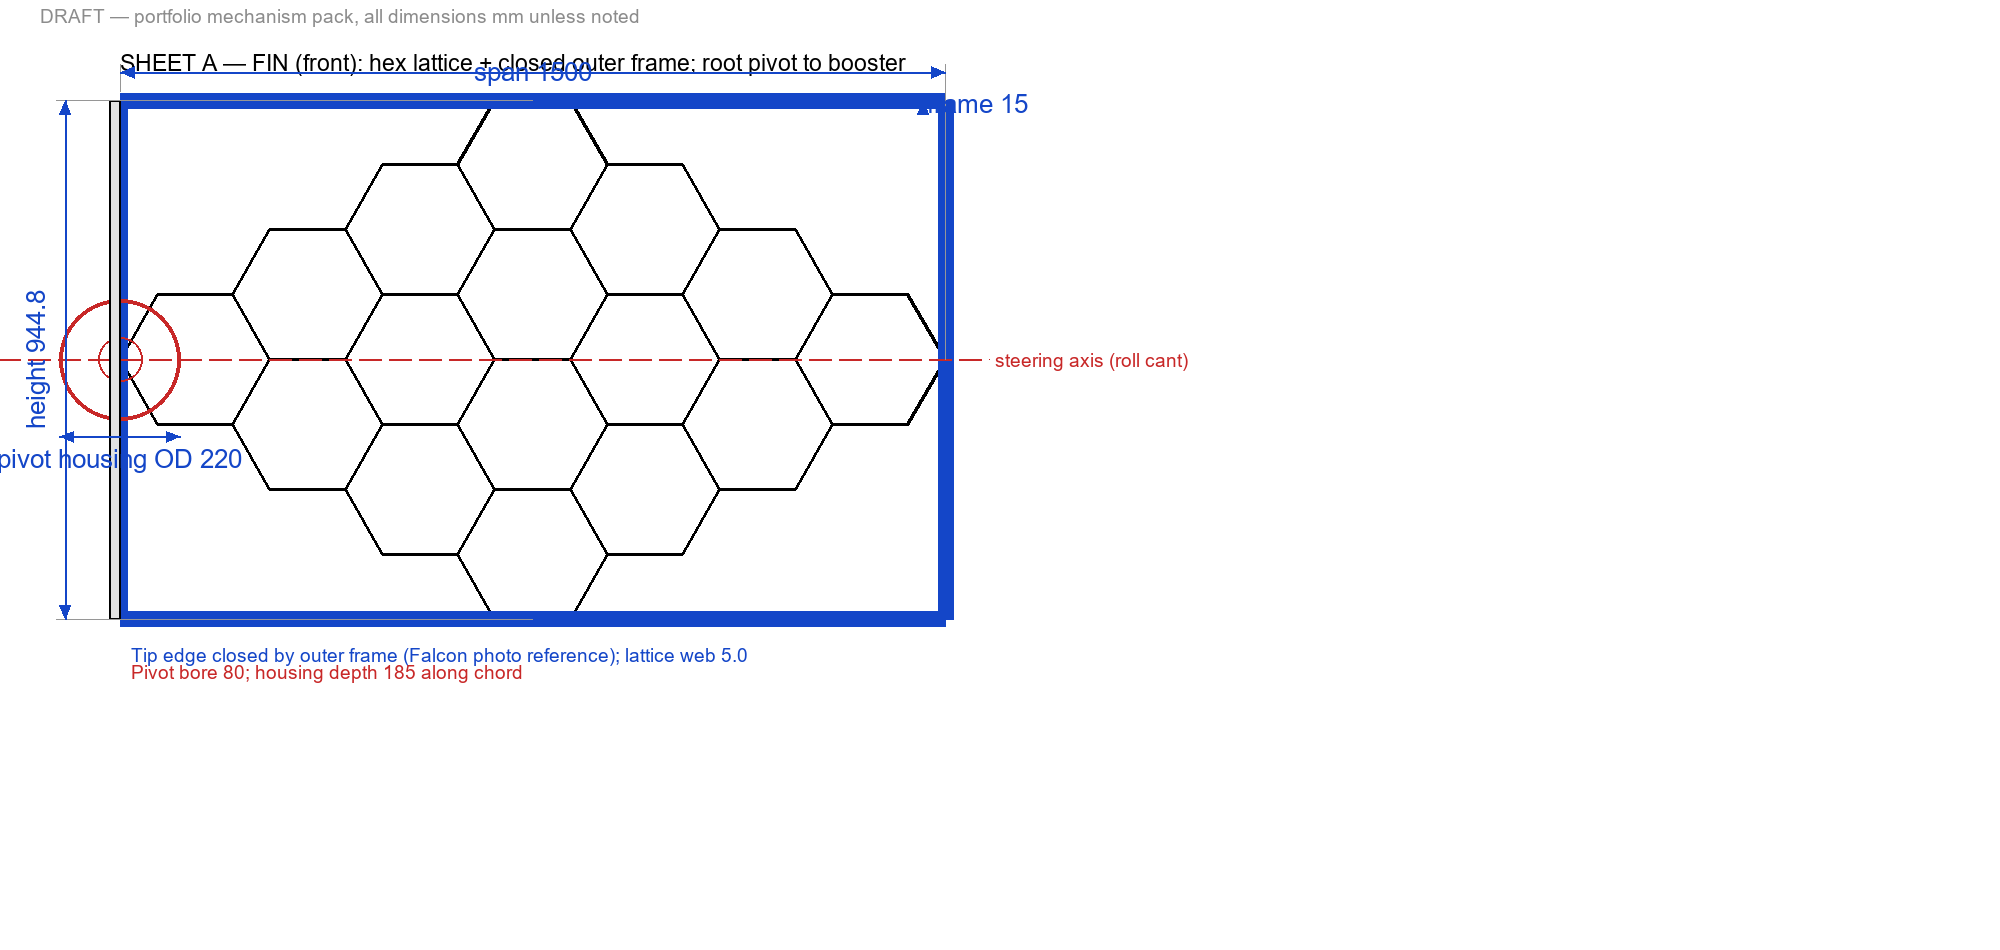 DRAFT — portfolio mechanism pack, all dimensions mm unless noted
SHEET A — FIN (front): hex lattice + closed outer frame; root pivot to booster
span 1500
frame 15
height 944.8
steering axis (roll cant)
pivot housing OD 220
Tip edge closed by outer frame (Falcon photo reference); lattice web 5.0
Pivot bore 80; housing depth 185 along chord